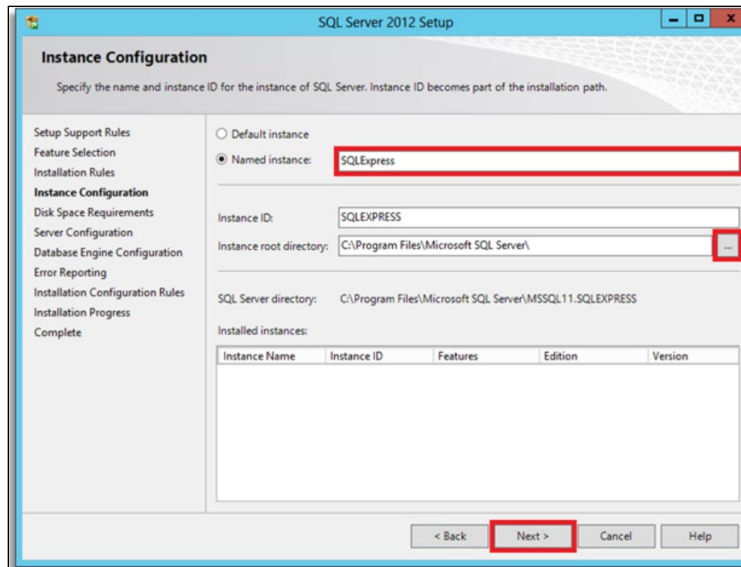 SQL Server 2012 Setup
Instance Configuration
Specify the name and instance ID for the instance of SQL Server. Instance ID becomes part of the installation path.
Setup Support Rules
Feature Selection
Installation Rules
Instance Configuration
Disk Space Requirements
Server Configuration
Database Engine Configuration
Error Reporting
Installation Configuration Rules
Installation Progress
Complete
Default instance
Named instance: SQLExpress
Instance ID: SQLEXPRESS
Instance root directory: C:\Program Files\Microsoft SQL Server\ ...
SQL Server directory: C:\Program Files\Microsoft SQL Server\MSSQL11.SQLEXPRESS
Installed instances:
Instance Name Instance ID Features Edition Version
< Back Next > Cancel Help